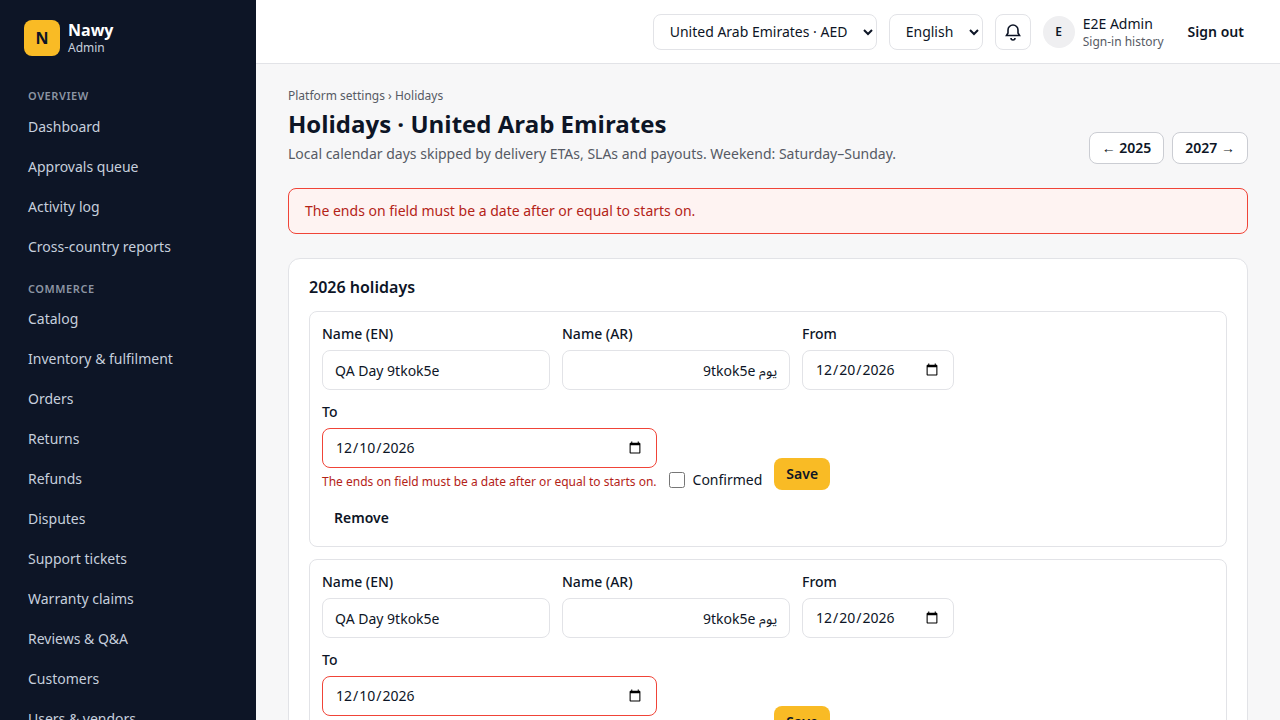 N
Nawy
Admin
OVERVIEW
Dashboard
Approvals queue
Activity log
Cross-country reports
COMMERCE
Catalog
Inventory & fulfilment
Orders
Returns
Refunds
Disputes
Support tickets
Warranty claims
Reviews & Q&A
Customers
Users & vendors
United Arab Emirates · AED
English
E
E2E Admin
Sign-in history
Sign out
Platform settings › Holidays
Holidays · United Arab Emirates
Local calendar days skipped by delivery ETAs, SLAs and payouts. Weekend: Saturday–Sunday.
← 2025
2027 →
The ends on field must be a date after or equal to starts on.
2026 holidays
Name (EN)
Name (AR)
From
QA Day 9tkok5e
يوم 9tkok5e
12/20/2026
To
12/10/2026
The ends on field must be a date after or equal to starts on.
Confirmed
Save
Remove
Name (EN)
Name (AR)
From
QA Day 9tkok5e
يوم 9tkok5e
12/20/2026
To
12/10/2026
Save